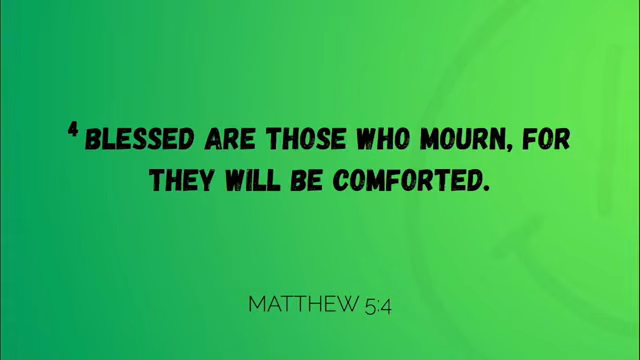 ⁴ BLESSED ARE THOSE WHO MOURN, FOR
THEY WILL BE COMFORTED.
MATTHEW 5:4